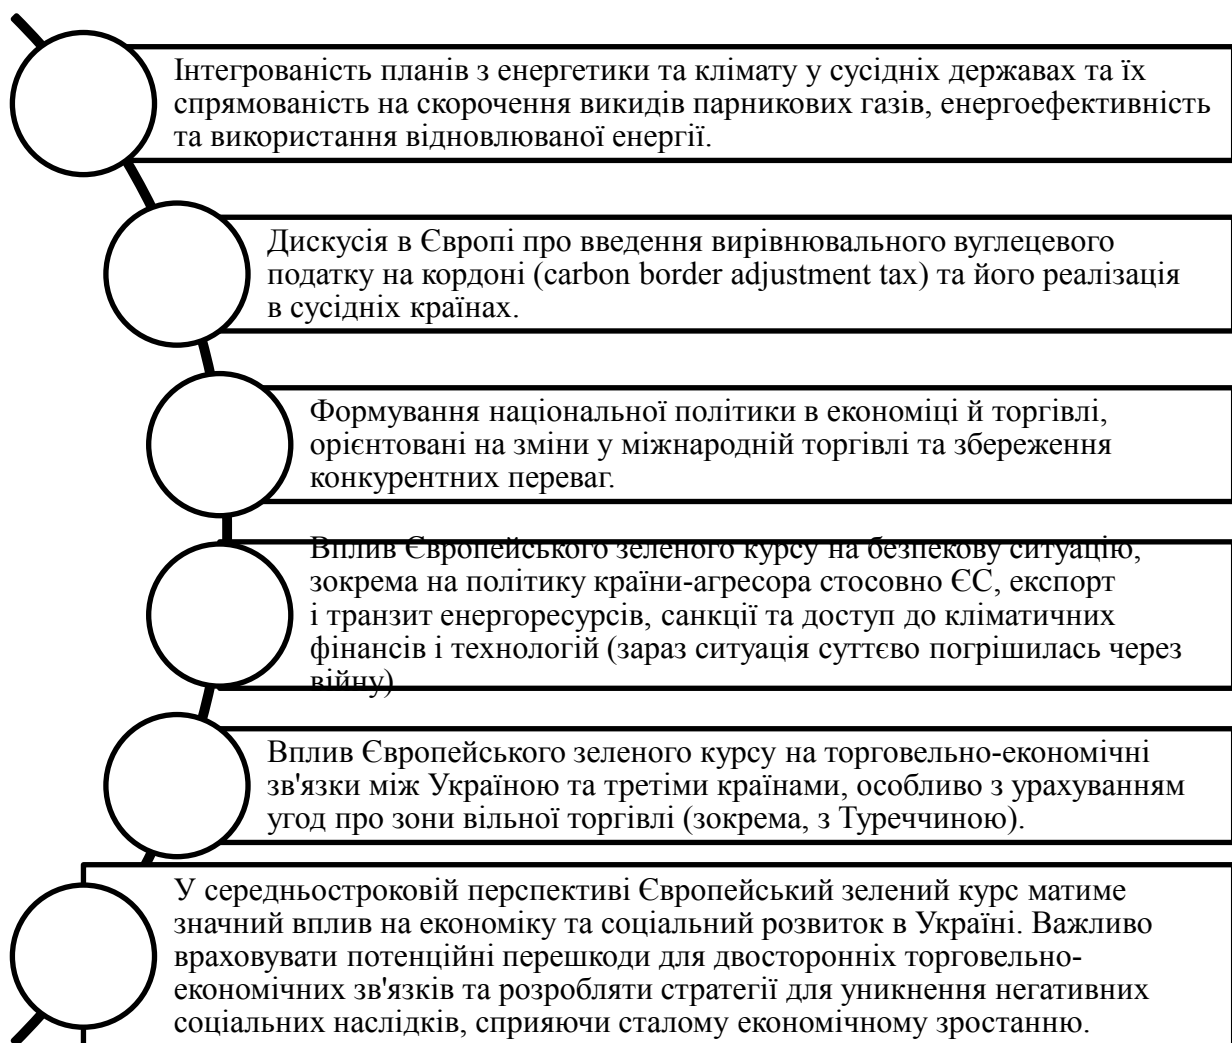 Інтегрованість планів з енергетики та клімату у сусідніх державах та їх
спрямованість на скорочення викидів парникових газів, енергоефективність
та використання відновлюваної енергії.
Дискусія в Європі про введення вирівнювального вуглецевого
податку на кордоні (carbon border adjustment tax) та його реалізація
в сусідніх країнах.
Формування національної політики в економіці й торгівлі,
орієнтовані на зміни у міжнародній торгівлі та збереження
конкурентних переваг.
Вплив Європейського зеленого курсу на безпекову ситуацію,
зокрема на політику країни-агресора стосовно ЄС, експорт
і транзит енергоресурсів, санкції та доступ до кліматичних
фінансів і технологій (зараз ситуація суттєво погрішилась через
війну)
Вплив Європейського зеленого курсу на торговельно-економічні
зв'язки між Україною та третіми країнами, особливо з урахуванням
угод про зони вільної торгівлі (зокрема, з Туреччиною).
У середньостроковій перспективі Європейський зелений курс матиме
значний вплив на економіку та соціальний розвиток в Україні. Важливо
враховувати потенційні перешкоди для двосторонніх торговельно-
економічних зв'язків та розробляти стратегії для уникнення негативних
соціальних наслідків, сприяючи сталому економічному зростанню.